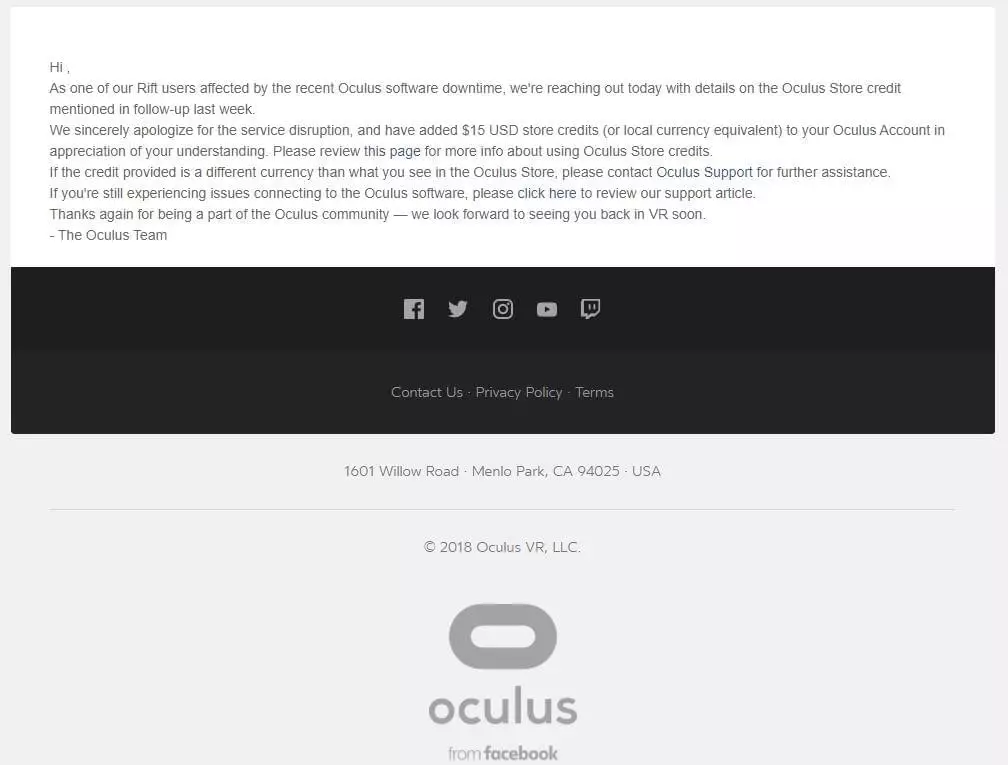 Hi ,
As one of our Rift users affected by the recent Oculus software downtime, we're reaching out today with details on the Oculus Store credit
mentioned in follow-up last week.
We sincerely apologize for the service disruption, and have added $15 USD store credits (or local currency equivalent) to your Oculus Account in
appreciation of your understanding. Please review this page for more info about using Oculus Store credits.
If the credit provided is a different currency than what you see in the Oculus Store, please contact Oculus Support for further assistance.
If you're still experiencing issues connecting to the Oculus software, please click here to review our support article.
Thanks again for being a part of the Oculus community — we look forward to seeing you back in VR soon.
- The Oculus Team
Contact Us · Privacy Policy · Terms
1601 Willow Road · Menlo Park, CA 94025 · USA
© 2018 Oculus VR, LLC.
oculus
from facebook